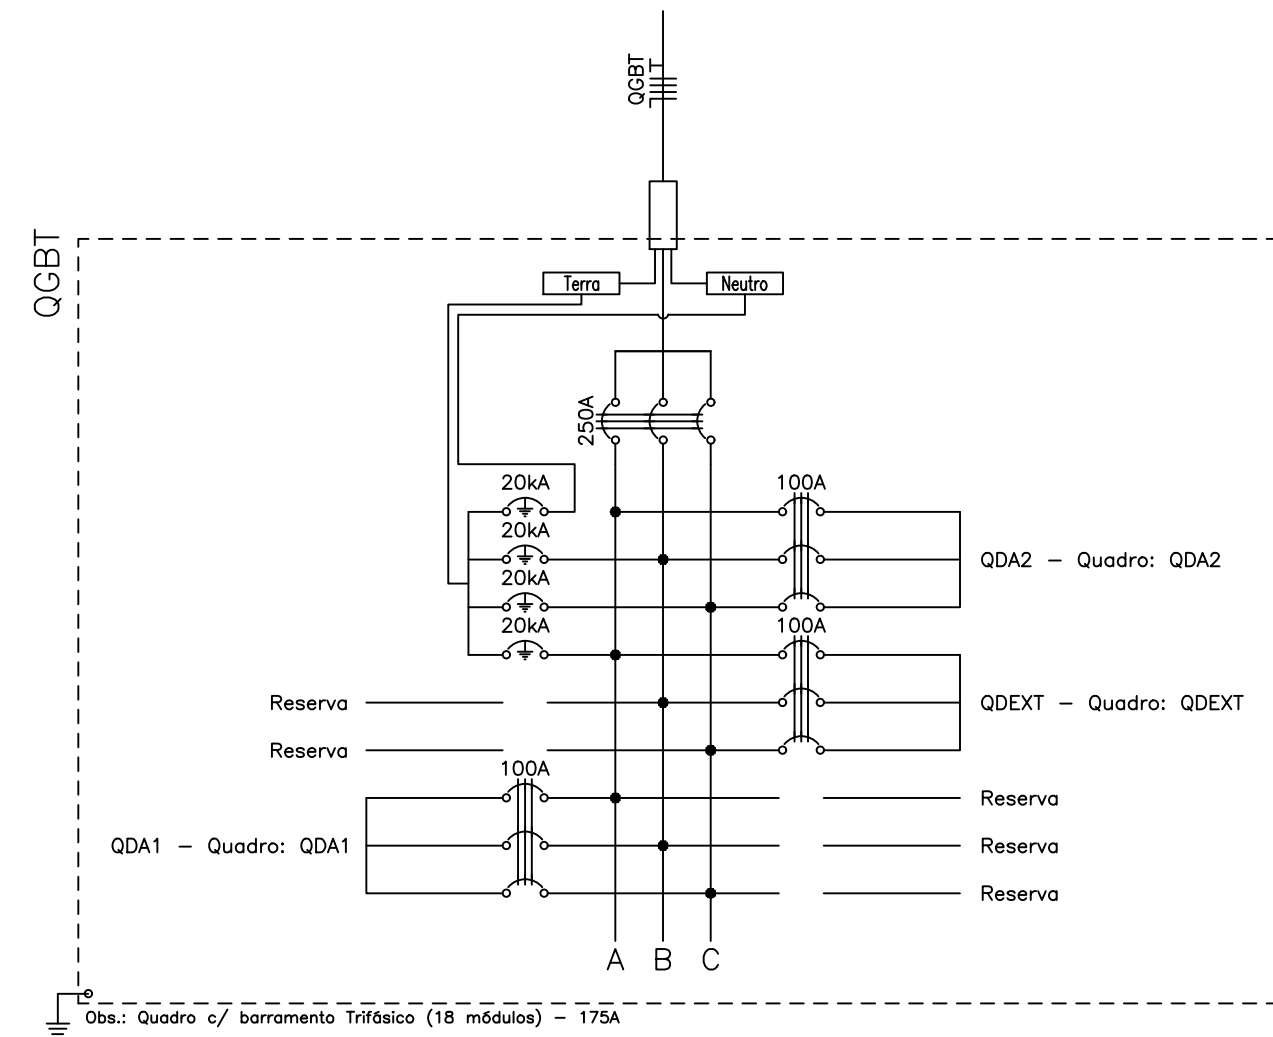 QGBT
QGBT
Terra
Neutro
250A
20kA
100A
20kA
20kA
QDA2 - Quadro: QDA2
20kA
100A
Reserva
QDEXT - Quadro: QDEXT
Reserva
100A
Reserva
QDA1 - Quadro: QDA1
Reserva
Reserva
A B C
Obs.: Quadro c/ barramento Trifásico (18 módulos) - 175A